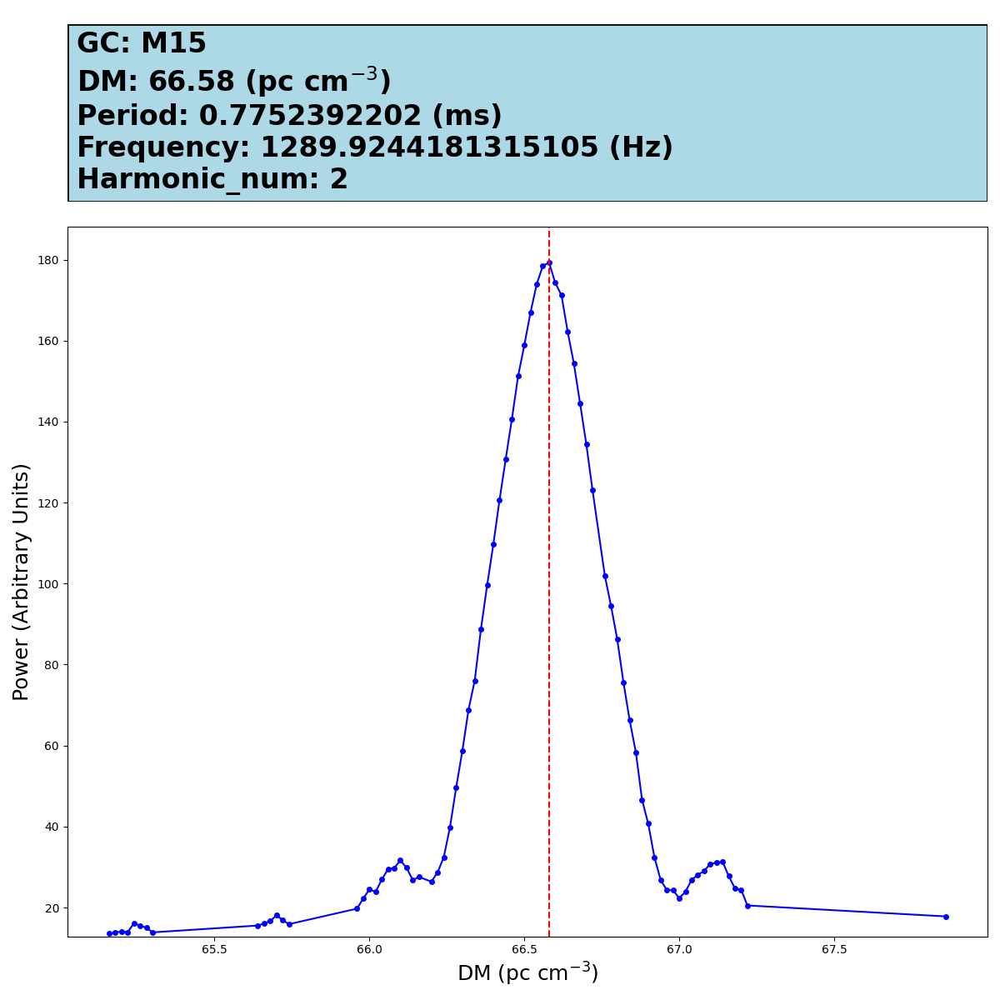 GC: M15
DM: 66.58 (pc cm⁻³)
Period: 0.7752392202 (ms)
Frequency: 1289.9244181315105 (Hz)
Harmonic_num: 2
180
160
140
120
100
80
60
40
20
Power (Arbitrary Units)
65.5 66.0 66.5 67.0 67.5
DM (pc cm⁻³)